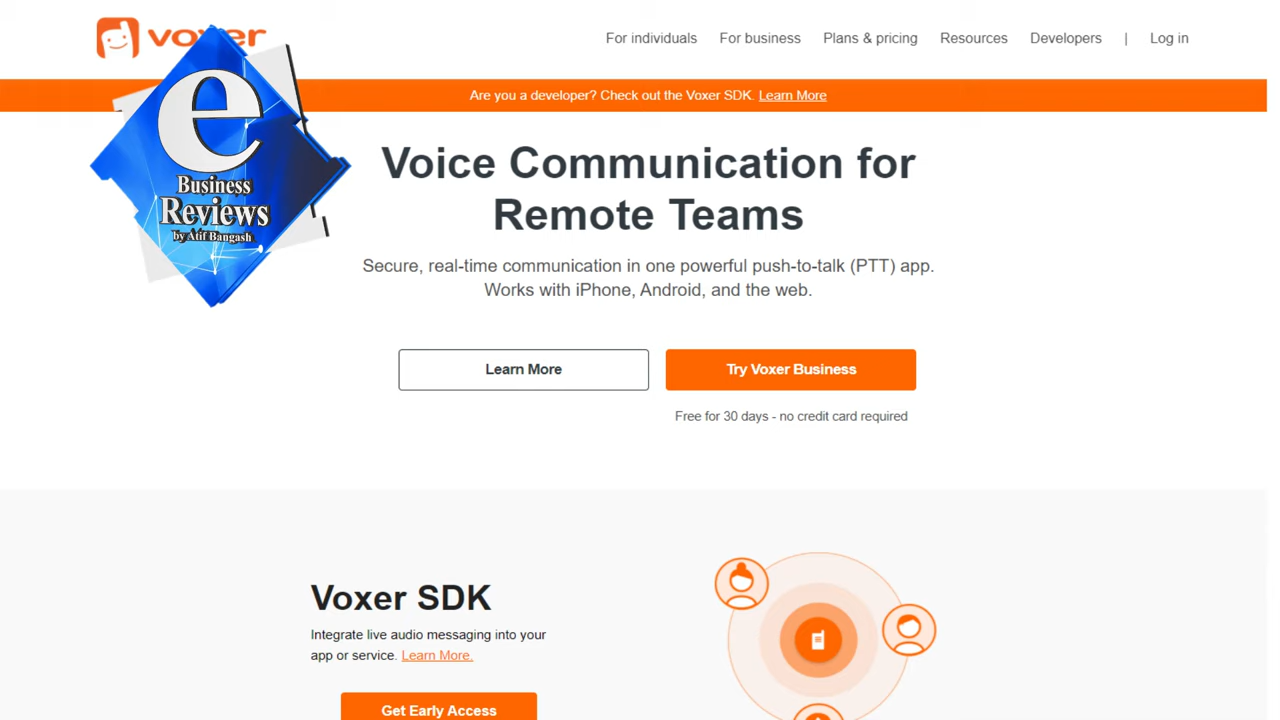 voxer
For individuals
For business
Plans & pricing
Resources
Developers
|
Log in
Are you a developer? Check out the Voxer SDK. Learn More
e
Business
Reviews
by Atif Bangash
Voice Communication for
Remote Teams
Secure, real-time communication in one powerful push-to-talk (PTT) app.
Works with iPhone, Android, and the web.
Learn More
Try Voxer Business
Free for 30 days - no credit card required
Voxer SDK
Integrate live audio messaging into your
app or service. Learn More.
Get Early Access